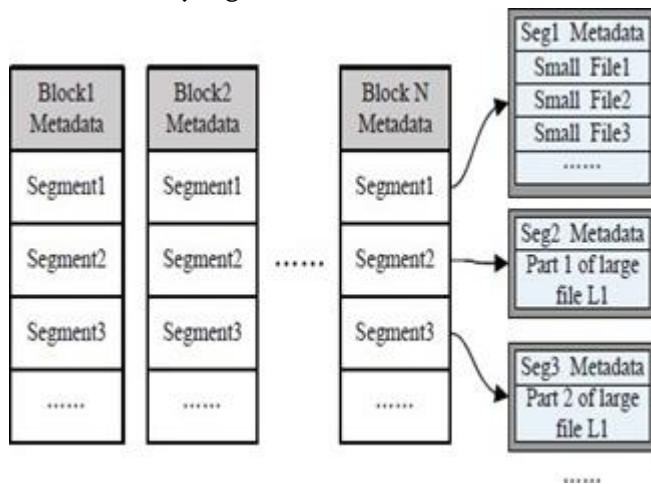 Block1
Metadata
Segment1
Segment2
Segment3
......
Block2
Metadata
Segment1
Segment2
Segment3
......
......
Block N
Metadata
Segment1
Segment2
Segment3
......
Seg1 Metadata
Small File1
Small File2
Small File3
......
Seg2 Metadata
Part 1 of large
file L1
Seg3 Metadata
Part 2 of large
file L1
......